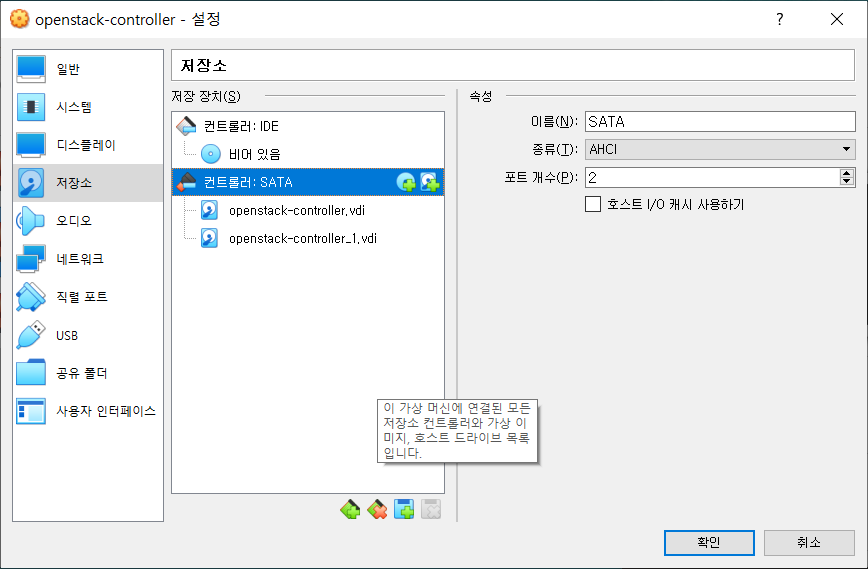 openstack-controller - 설정
일반
시스템
디스플레이
저장소
오디오
네트워크
직렬 포트
USB
공유 폴더
사용자 인터페이스
저장소
저장 장치(S)
컨트롤러: IDE
비어 있음
컨트롤러: SATA
openstack-controller.vdi
openstack-controller_1.vdi
이 가상 머신에 연결된 모든
저장소 컨트롤러와 가상 이
미지, 호스트 드라이브 목록
입니다.
속성
이름(N): SATA
종류(T): AHCI
포트 개수(P): 2
호스트 I/O 캐시 사용하기
확인
취소